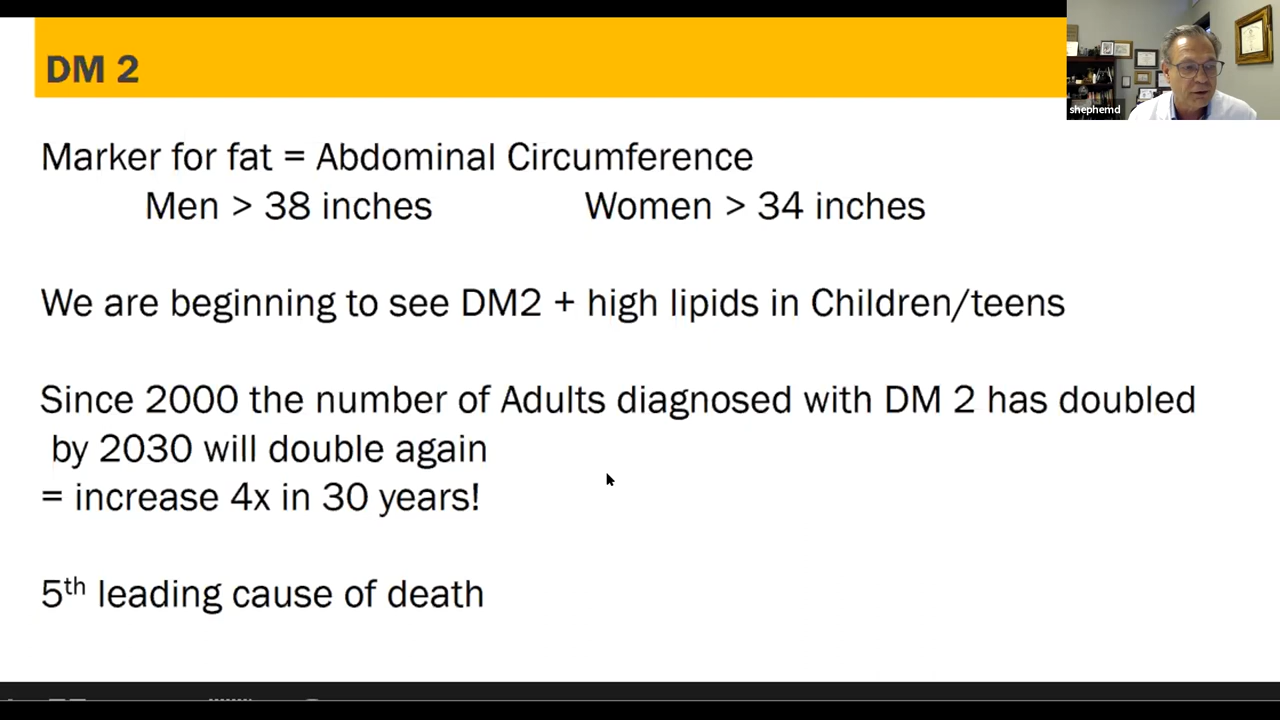 DM 2
shephemd
Marker for fat = Abdominal Circumference
Men > 38 inches Women > 34 inches
We are beginning to see DM2 + high lipids in Children/teens
Since 2000 the number of Adults diagnosed with DM 2 has doubled
by 2030 will double again
= increase 4x in 30 years!
5th leading cause of death